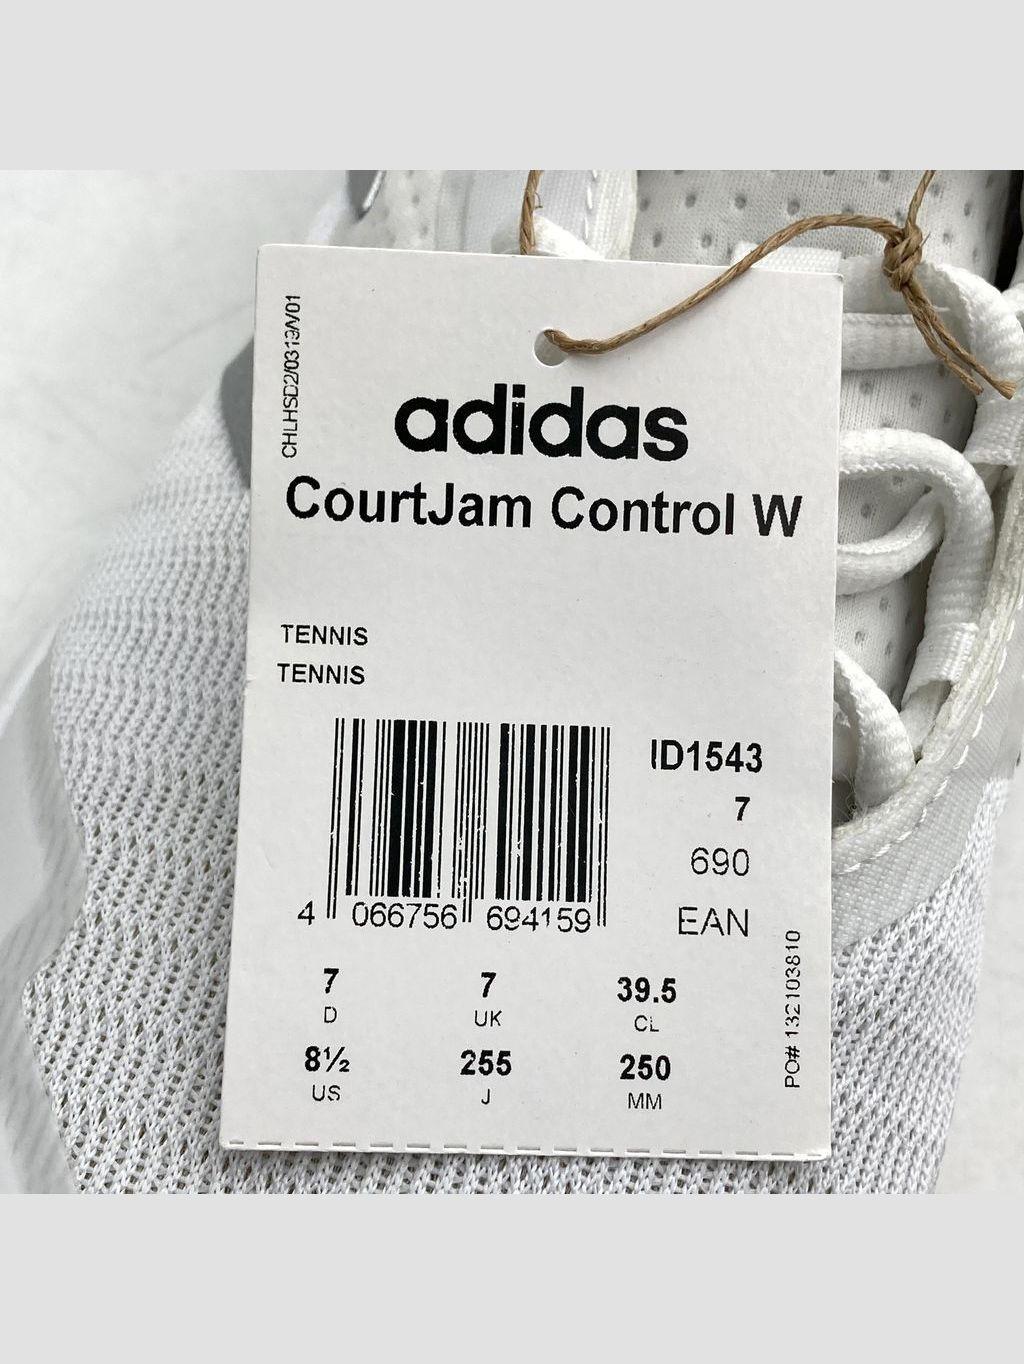 CHLHSD2/0319/V01
adidas
CourtJam Control W
TENNIS
TENNIS
ID1543
7
690
4 066756 694159 EAN
7 7 39.5
D UK CL
8½ 255 250
US J MM
PO# 132103810